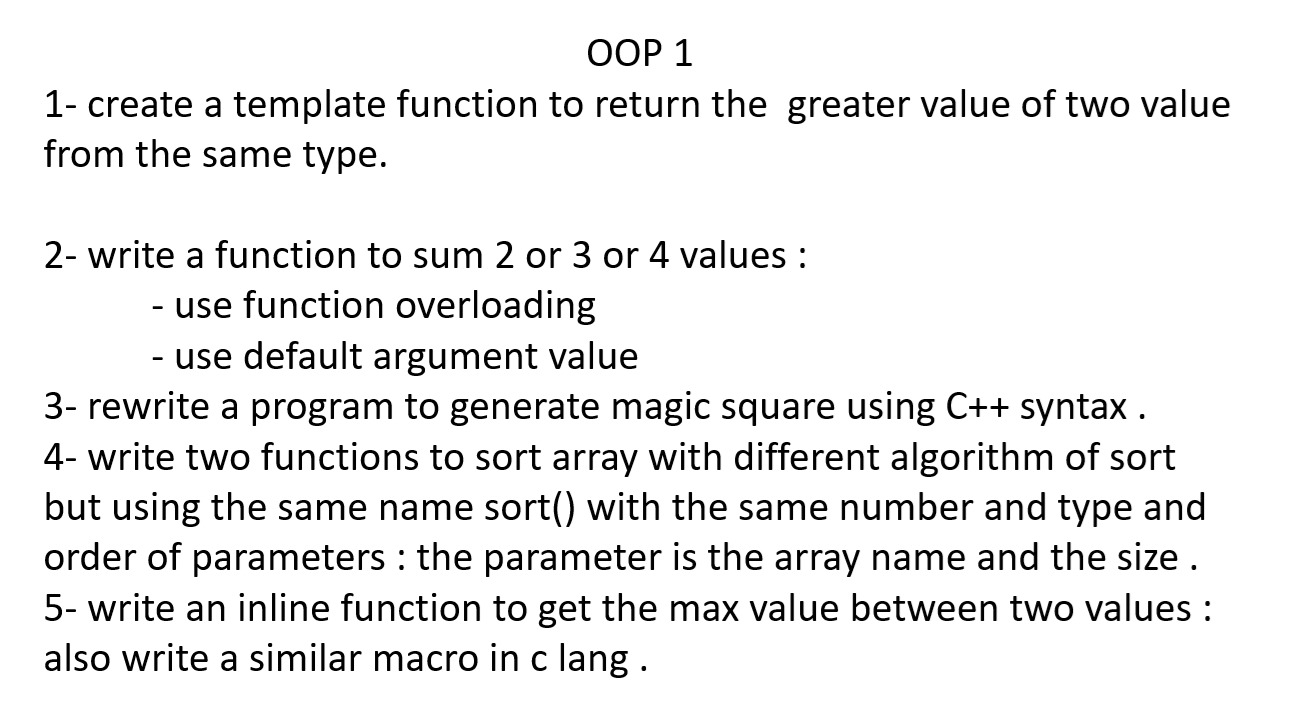 OOP 1
1- create a template function to return the  greater value of two value
from the same type.
2- write a function to sum 2 or 3 or 4 values :
- use function overloading
- use default argument value
3- rewrite a program to generate magic square using C++ syntax .
4- write two functions to sort array with different algorithm of sort
but using the same name sort() with the same number and type and
order of parameters : the parameter is the array name and the size .
5- write an inline function to get the max value between two values :
also write a similar macro in c lang .